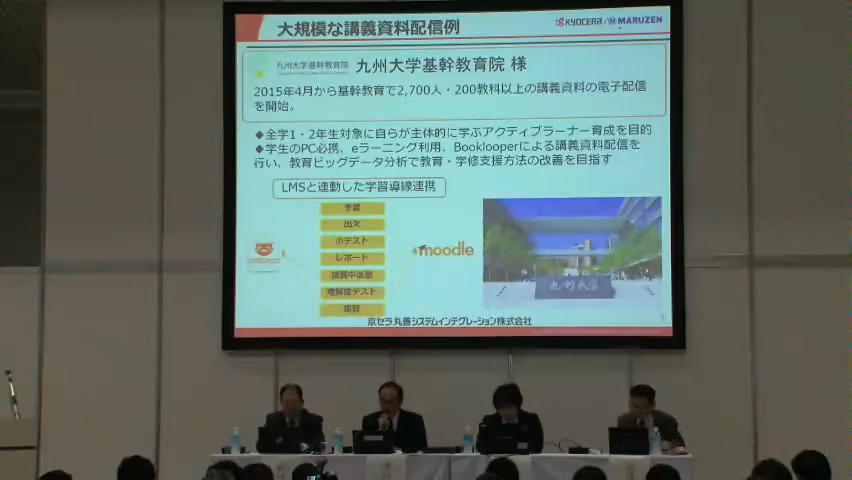 大規模な講義資料配信例
KYOCERA / MARUZEN
九州大学基幹教育院
九州大学基幹教育院 様
2015年4月から基幹教育で2,700人・200教科以上の講義資料の電子配信
を開始。
◆全学1・2年生対象に自らが主体的に学ぶアクティブラーナー育成を目的
◆学生のPC必携、eラーニング利用、Booklooperによる講義資料配信を
行い、教育ビッグデータ分析で教育・学修支援方法の改善を目指す
LMSと連動した学習導線連携
予習
出欠
小テスト
レポート
講義中活動
理解度テスト
復習
moodle
九州大学
京セラ丸善システムインテグレーション株式会社